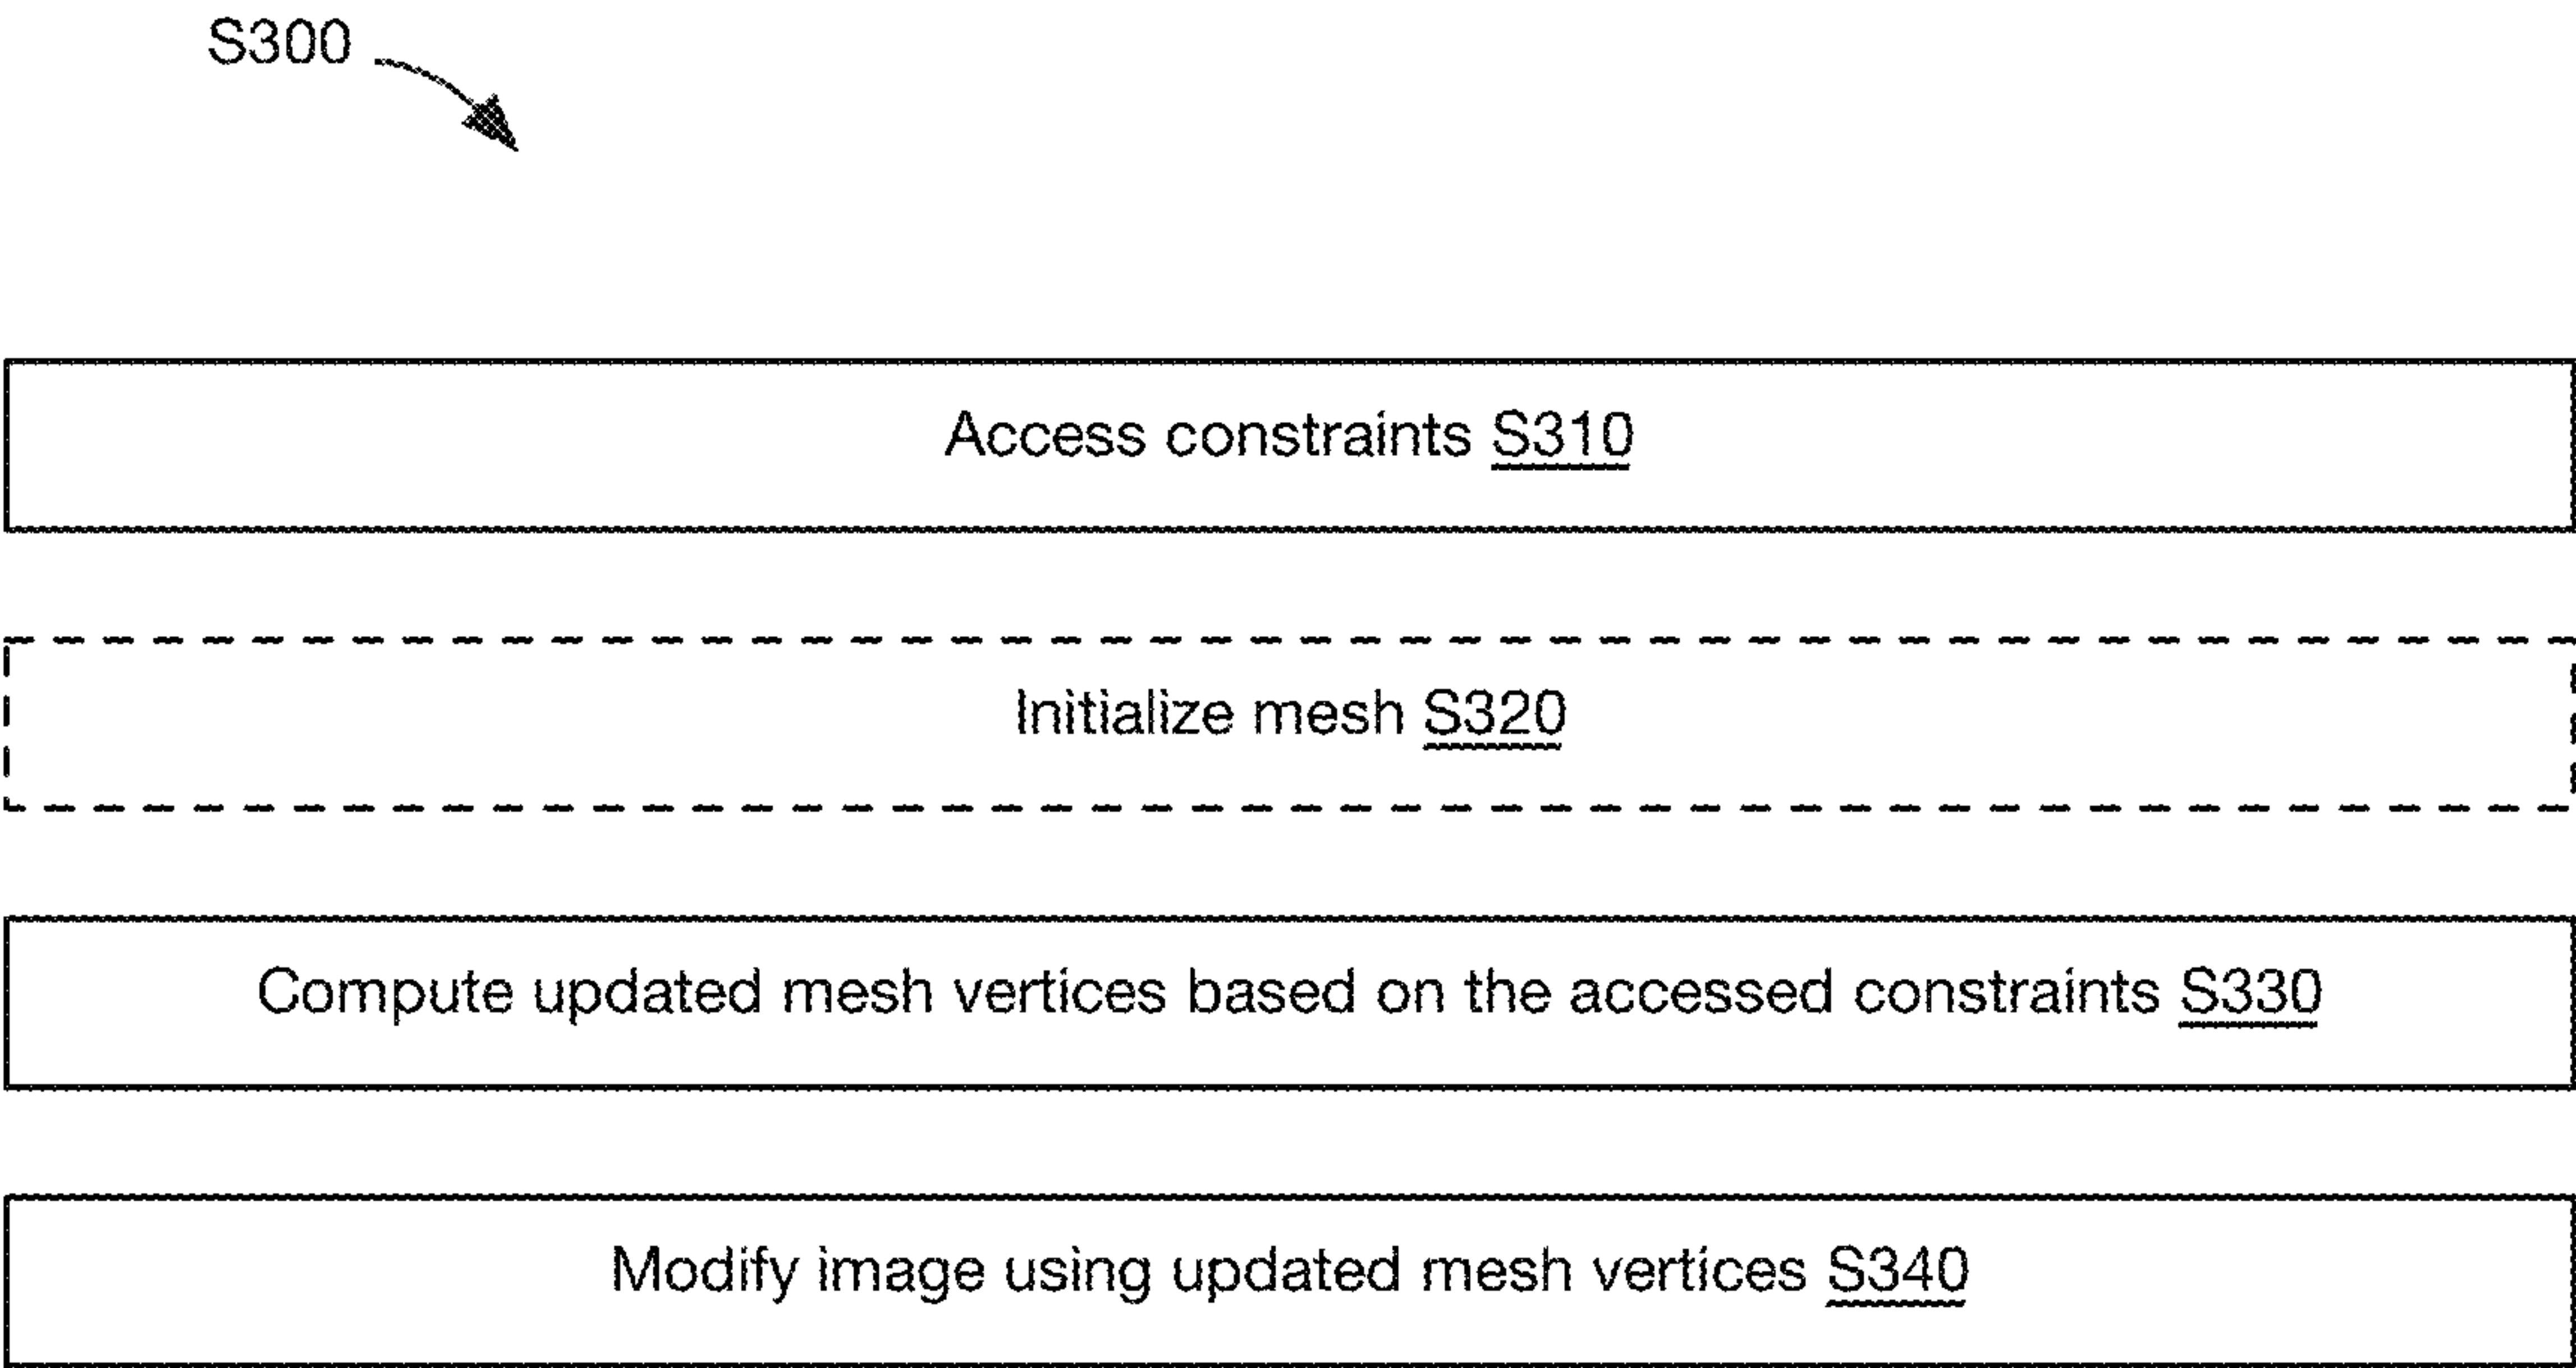 S300
Access constraints S310
Initialize mesh S320
Compute updated mesh vertices based on the accessed constraints S330
Modify image using updated mesh vertices S340